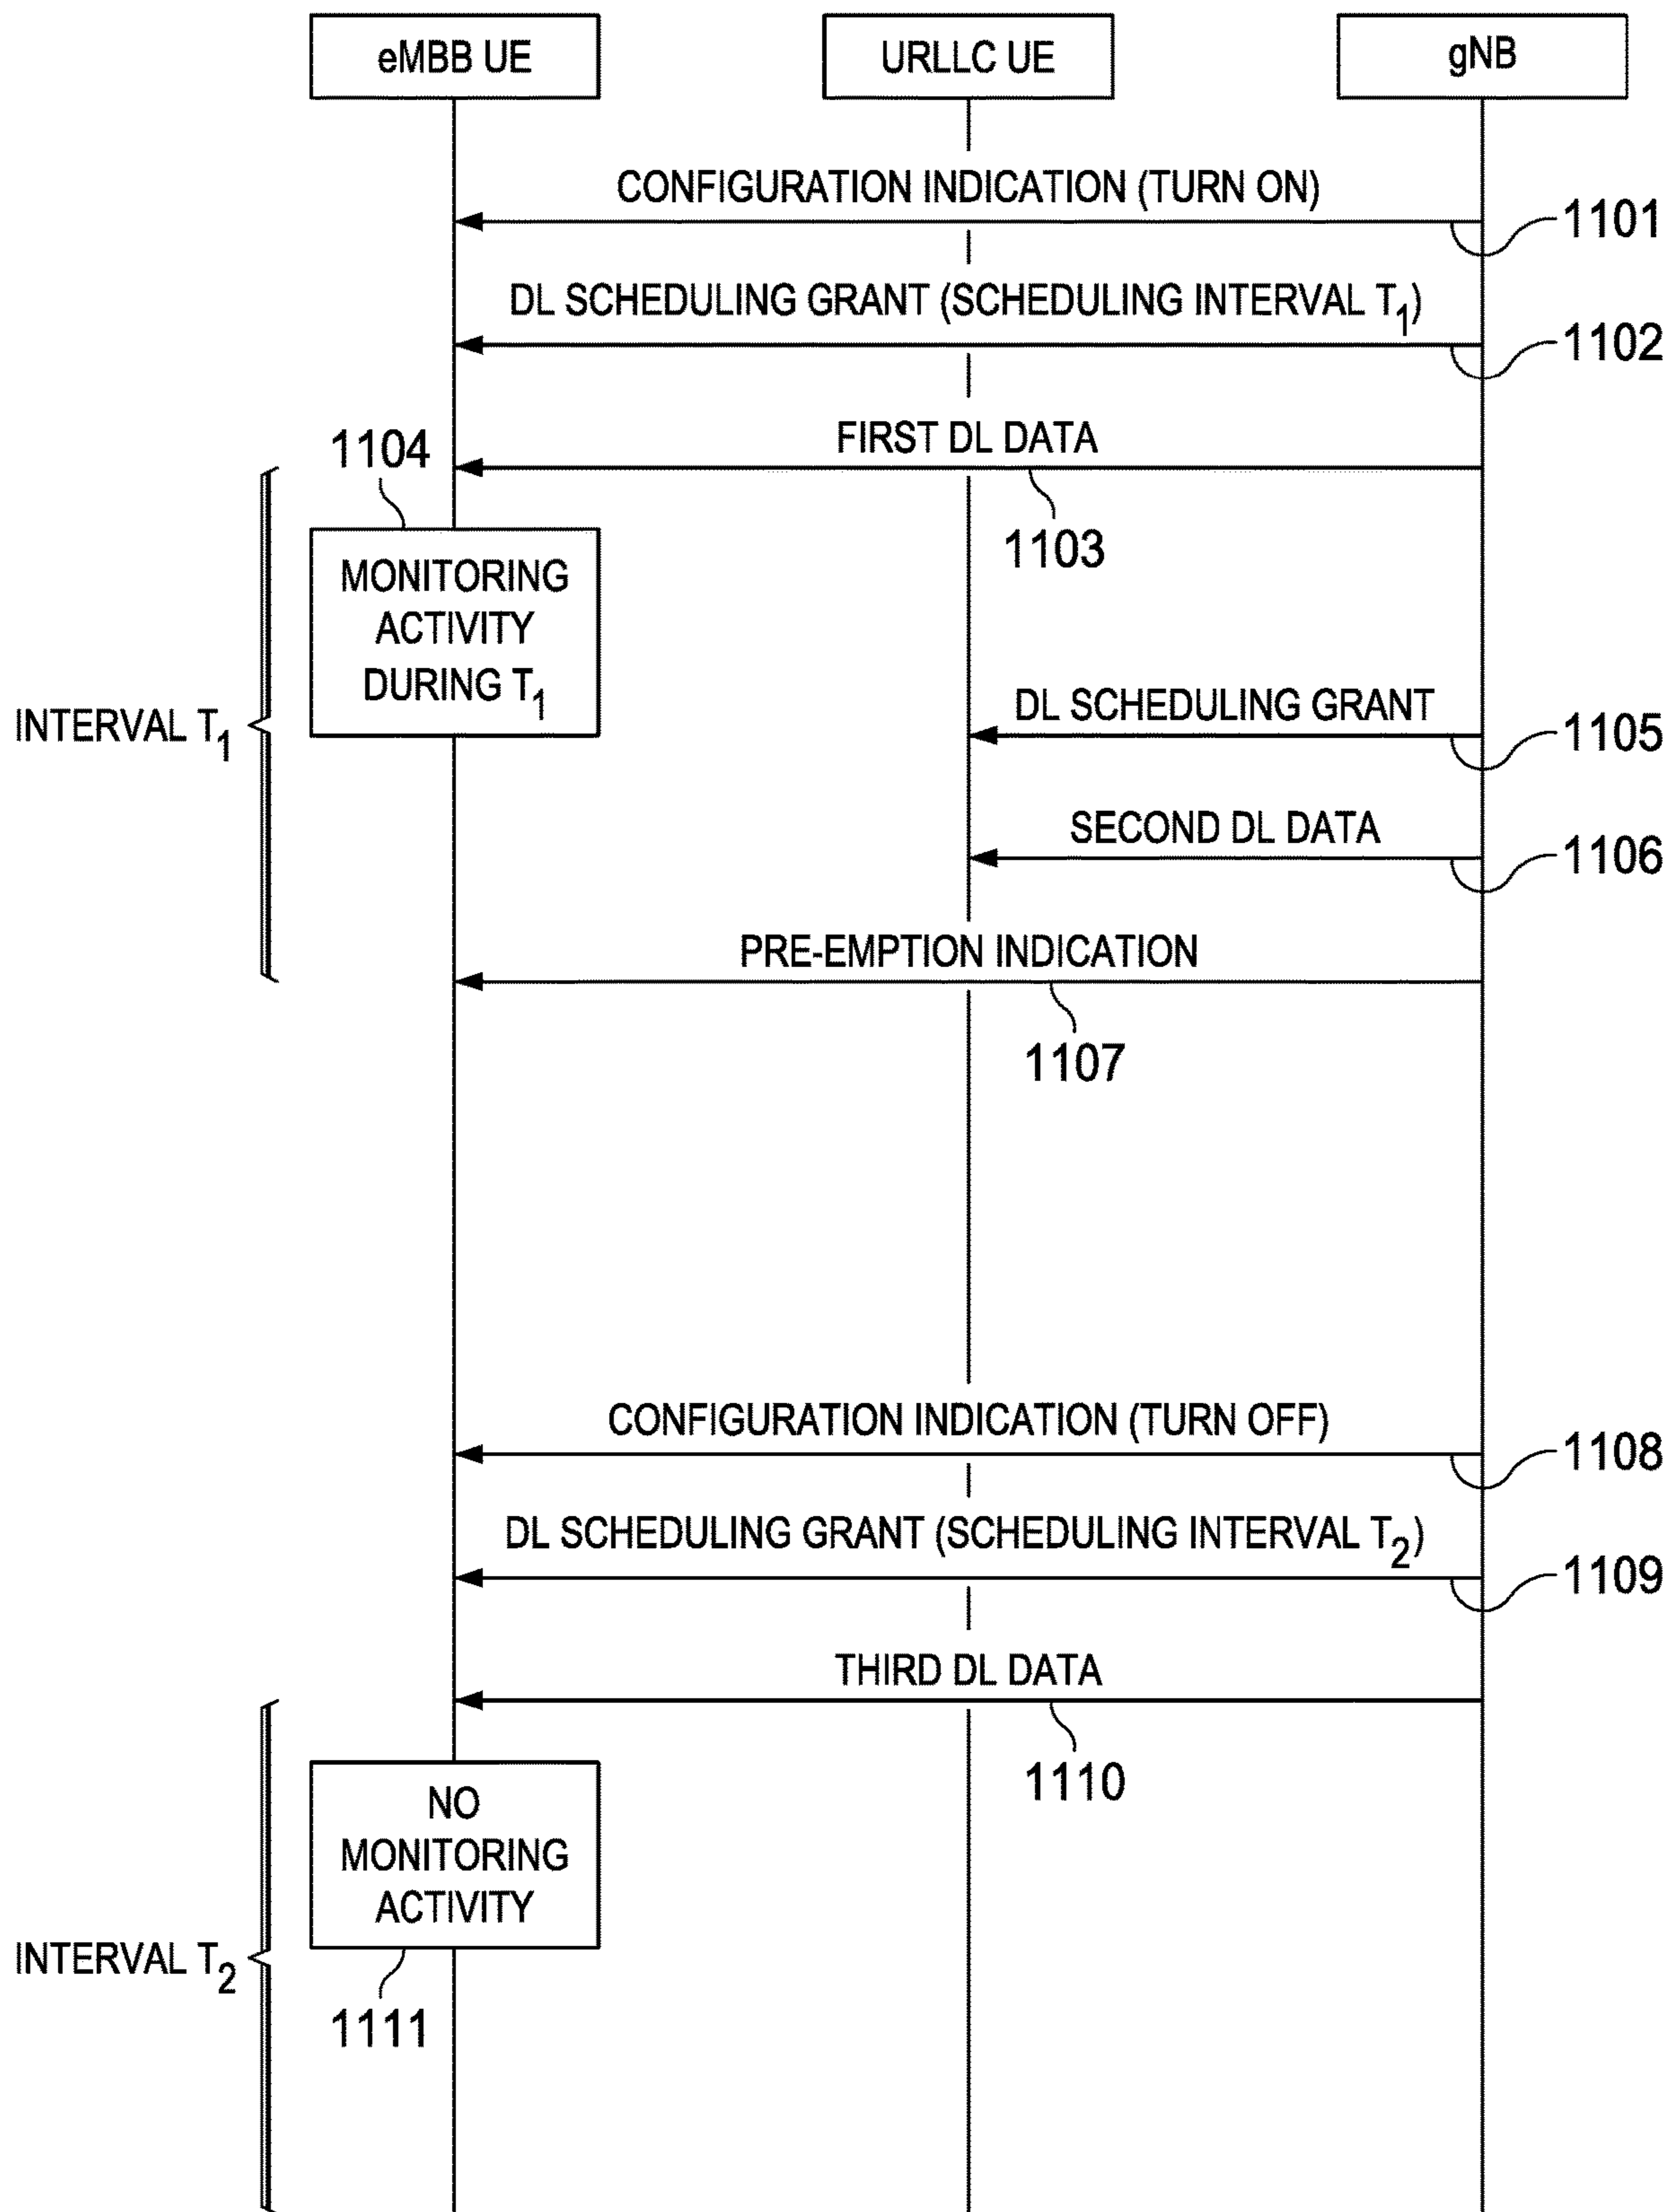 eMBB UE
URLLC UE
gNB
CONFIGURATION INDICATION (TURN ON)
1101
DL SCHEDULING GRANT (SCHEDULING INTERVAL T1)
1102
FIRST DL DATA
1103
1104
MONITORING
ACTIVITY
DURING T1
INTERVAL T1
DL SCHEDULING GRANT
1105
SECOND DL DATA
1106
PRE-EMPTION INDICATION
1107
CONFIGURATION INDICATION (TURN OFF)
1108
DL SCHEDULING GRANT (SCHEDULING INTERVAL T2)
1109
THIRD DL DATA
1110
NO
MONITORING
ACTIVITY
INTERVAL T2
1111